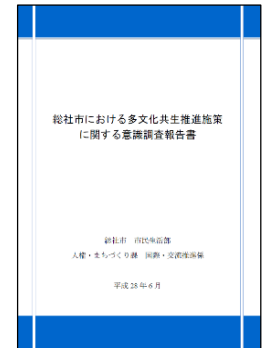 総社市における多文化共生推進施策
に関する意識調査報告書
総社市 市民生活部
人権・まちづくり課 国際・交流推進係
平成 28 年 6 月